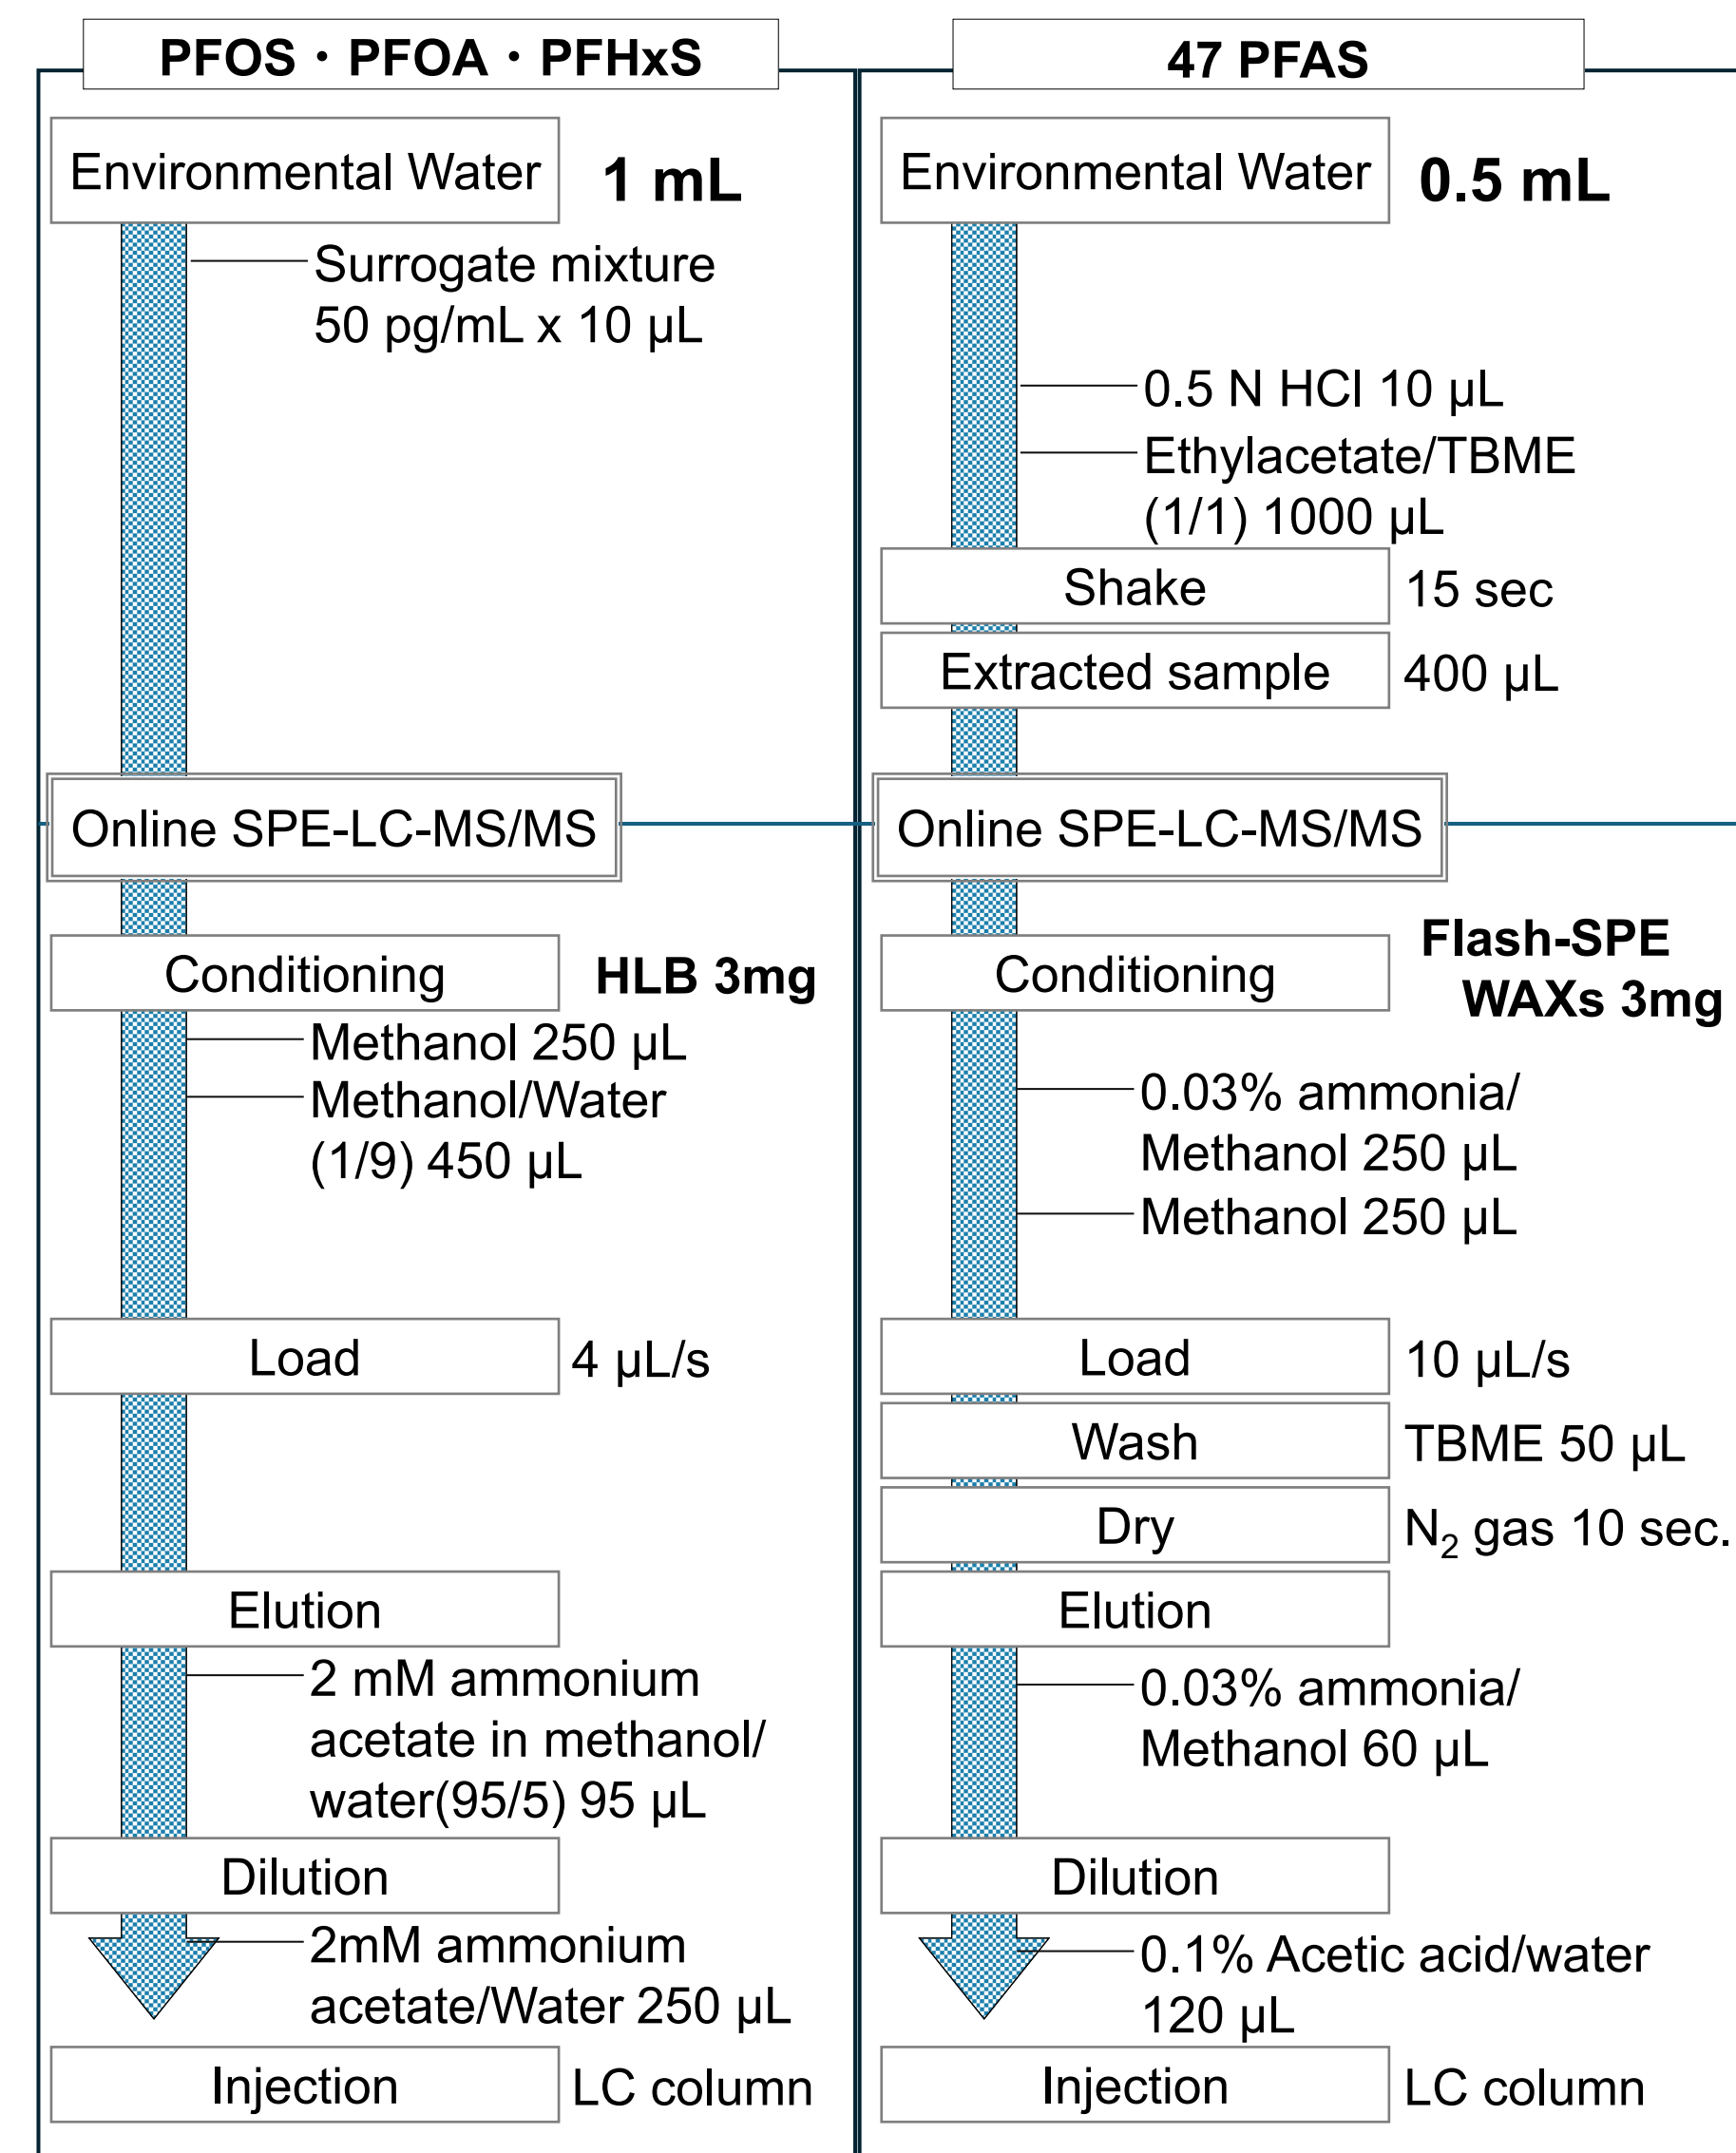 PFOS・PFOA・PFHxS
Environmental Water
1 mL
Surrogate mixture
50 pg/mL x 10 µL
Online SPE-LC-MS/MS
Conditioning
HLB 3mg
Methanol 250 µL
Methanol/Water
(1/9) 450 µL
Load
4 µL/s
Elution
2 mM ammonium
acetate in methanol/
water(95/5) 95 µL
Dilution
2mM ammonium
acetate/Water 250 µL
Injection
LC column
47 PFAS
Environmental Water
0.5 mL
0.5 N HCl 10 µL
Ethylacetate/TBME
(1/1) 1000 µL
Shake
15 sec
Extracted sample
400 µL
Online SPE-LC-MS/MS
Conditioning
Flash-SPE
WAXs 3mg
0.03% ammonia/
Methanol 250 µL
Methanol 250 µL
Load
10 µL/s
Wash
TBME 50 µL
Dry
N₂ gas 10 sec.
Elution
0.03% ammonia/
Methanol 60 µL
Dilution
0.1% Acetic acid/water
120 µL
Injection
LC column